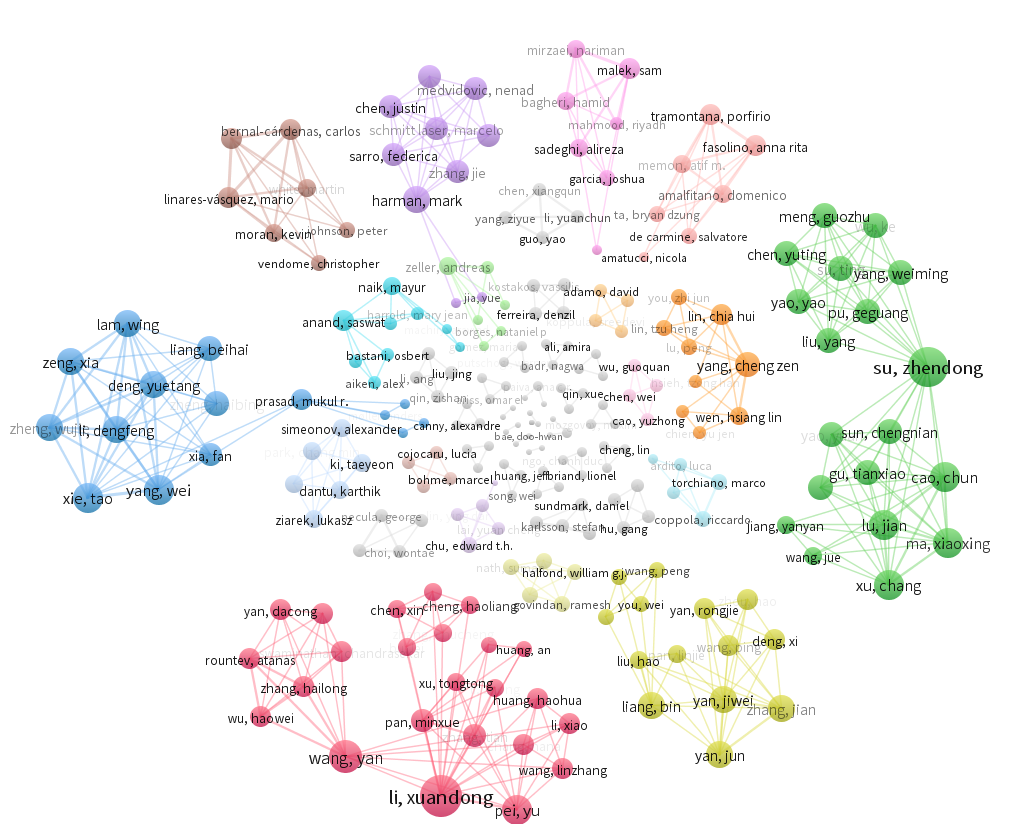 mirzaei, nariman
malek, sam
medvidovic, nenad
chen, justin
bagheri, hamid
tramontana, porfirio
mahmood, riyadh
bernal-cárdenas, carlos
schmitt laser, marcelo
fasolino, anna rita
sarro, federica
sadeghi, alireza
memon, atif m.
zhang, jie
garcia, joshua
white, martin
chen, xiangqun
amalfitano, domenico
linares-vásquez, mario
harman, mark
yang, ziyue
li, yuanchun
ta, bryan dzung
meng, guozhu
wu, ke
moran, kevin
johnson, peter
guo, yao
de carmine, salvatore
chen, yuting
vendome, christopher
amatucci, nicola
zeller, andreas
su, ting
yang, weiming
naik, mayur
kostakos, vassilis
adamo, david
you, zhi jun
jia, yue
yao, yao
pu, geguang
anand, saswat
harrold, mary jean
ferreira, denzil
lin, chia hui
lam, wing
borges, nataniel p
lin, tzu heng
liu, yang
zeng, xia
liang, beihai
bastani, osbert
ali, amira
lu, ipeng
deng, yuetang
aiken, alex
li, ang
liu, jing
badr, nagwa
wu, guoquan
yang, cheng zen
su, zhendong
prasad, mukul r.
qin, zishan
qin, xue
chen, wei
zheng, wujie
li, dengfeng
simeonov, alexander
canny, alexandre
cao, yuzhong
wen, hsiang lin
bae, doo-hwan
sun, chengnian
xia, fan
cojocaru, lucia
cheng, lin
ki, taeyeon
ardito, luca
gu, tianxiao
cao, chun
xie, tao
yang, wei
dantu, karthik
bohme, marcel
huang, jeff
briand, lionel
torchiano, marco
song, wei
sundmark, daniel
ziarek, lukasz
pecula, george
karlsson, stefan
hu, gang
coppola, riccardo
jiang, yanyan
lu, jian
choi, wontae
chu, edward t.h.
wang, jue
ma, xiaoxing
halfond, william g.j.
wang, peng
xu, chang
yan, dacong
chen, xin
cheng, haoliang
govindan, ramesh
you, wei
yan, rongjie
huang, an
wang, ping
deng, xi
rountev, atanas
liu, hao
zhang, hailong
xu, tongtong
huang, haohua
liang, bin
yan, jiwei
zhang, jian
wu, haowei
pan, minxue
li, xiao
wang, yan
wang, linzhang
yan, jun
li, xuandong
pei, yu